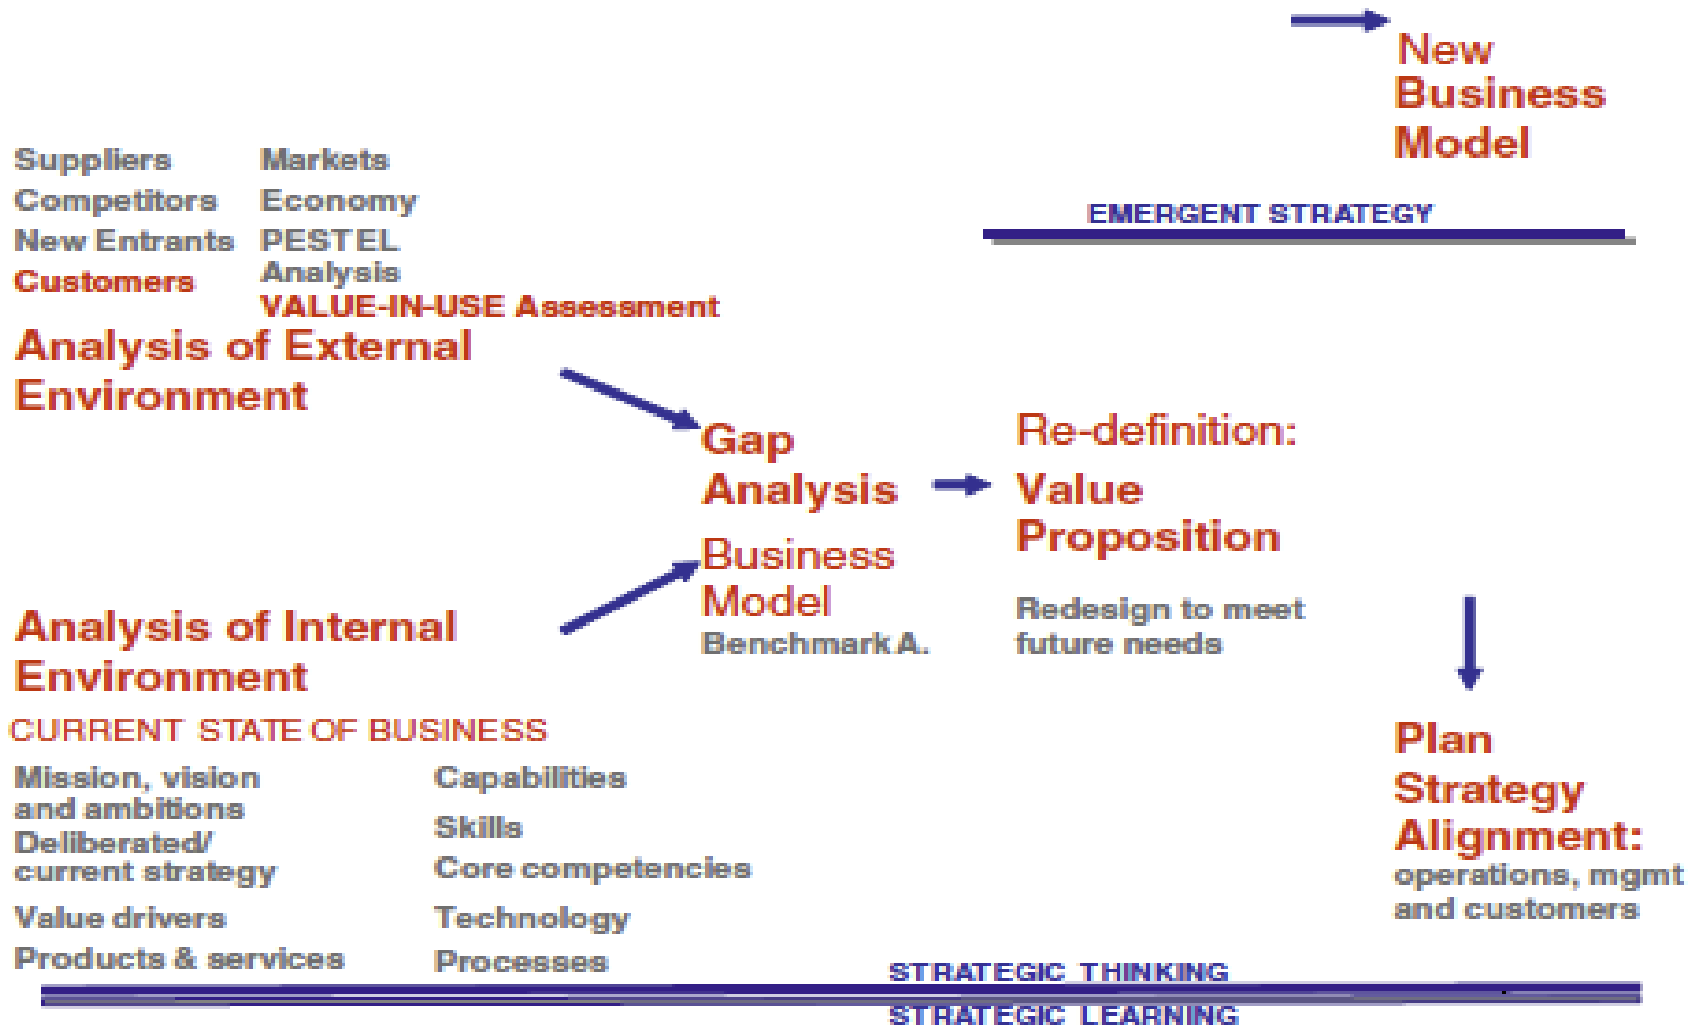 New
Business
Model
EMERGENT STRATEGY
Suppliers
Competitors
New Entrants
Customers
Markets
Economy
PESTEL
Analysis
VALUE-IN-USE Assessment
Analysis of External
Environment
Gap
Analysis
Business
Model
Benchmark A.
Re-definition:
Value
Proposition
Redesign to meet
future needs
Analysis of Internal
Environment
CURRENT STATE OF BUSINESS
Mission, vision
and ambitions
Deliberated/
current strategy
Value drivers
Products & services
Capabilities
Skills
Core competencies
Technology
Processes
Plan
Strategy
Alignment:
operations, mgmt
and customers
STRATEGIC THINKING
STRATEGIC LEARNING